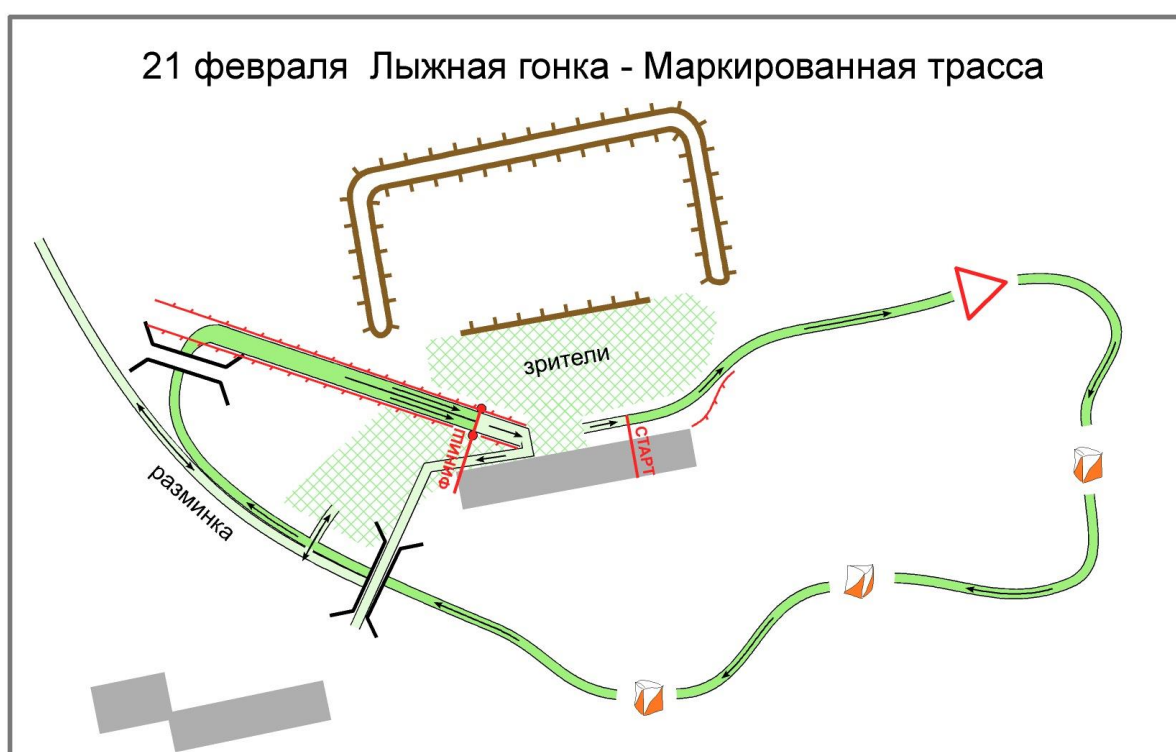 21 февраля Лыжная гонка - Маркированная трасса
зрители
ФИНИШ
СТАРТ
разминка